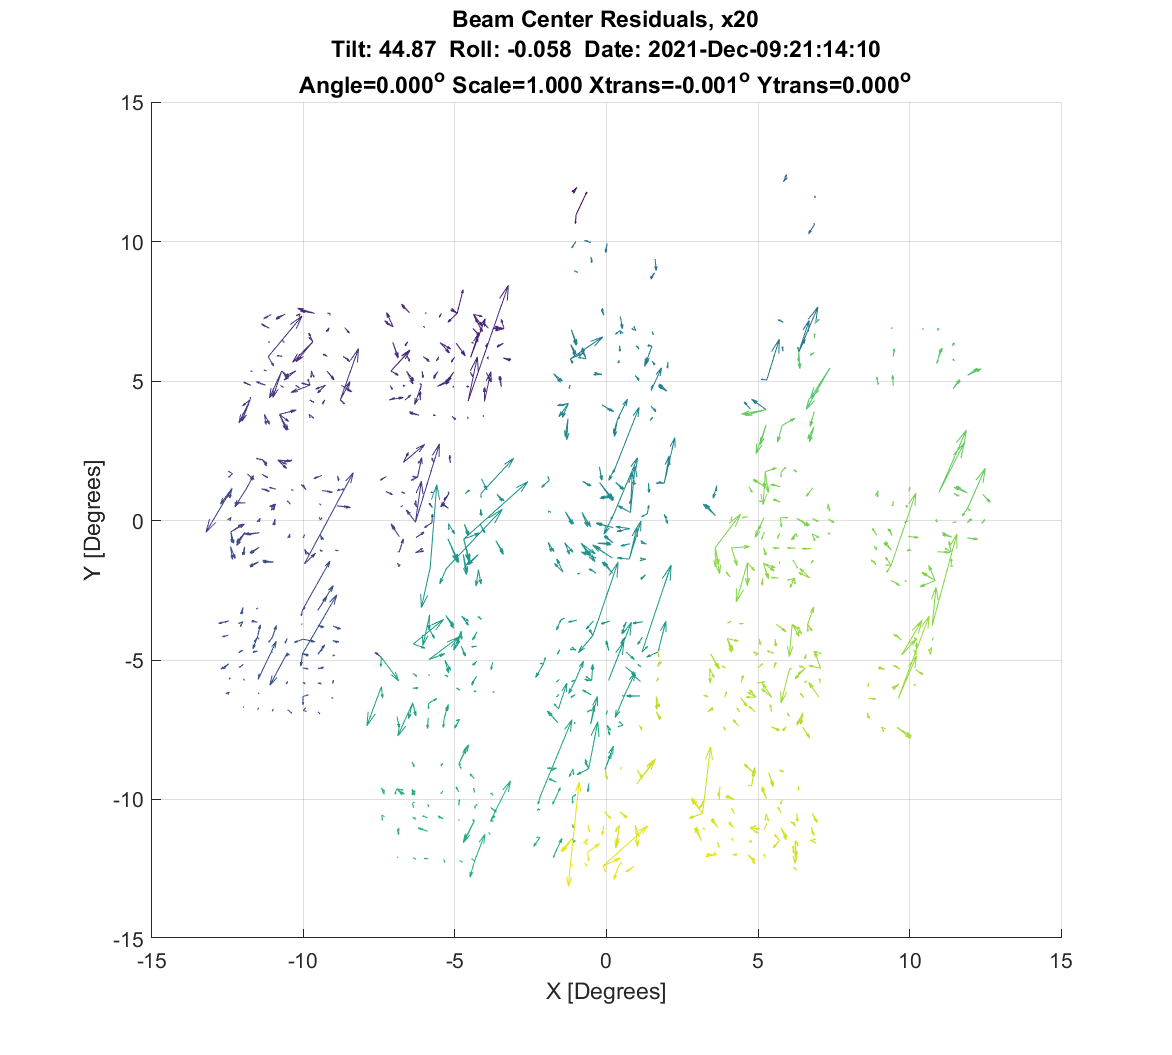 Beam Center Residuals, x20
Tilt: 44.87 Roll: -0.058 Date: 2021-Dec-09:21:14:10
Angle=0.000° Scale=1.000 Xtrans=-0.001° Ytrans=0.000°
15
10
5
0
-5
-10
-15
Y [Degrees]
-15 -10 -5 0 5 10 15
X [Degrees]